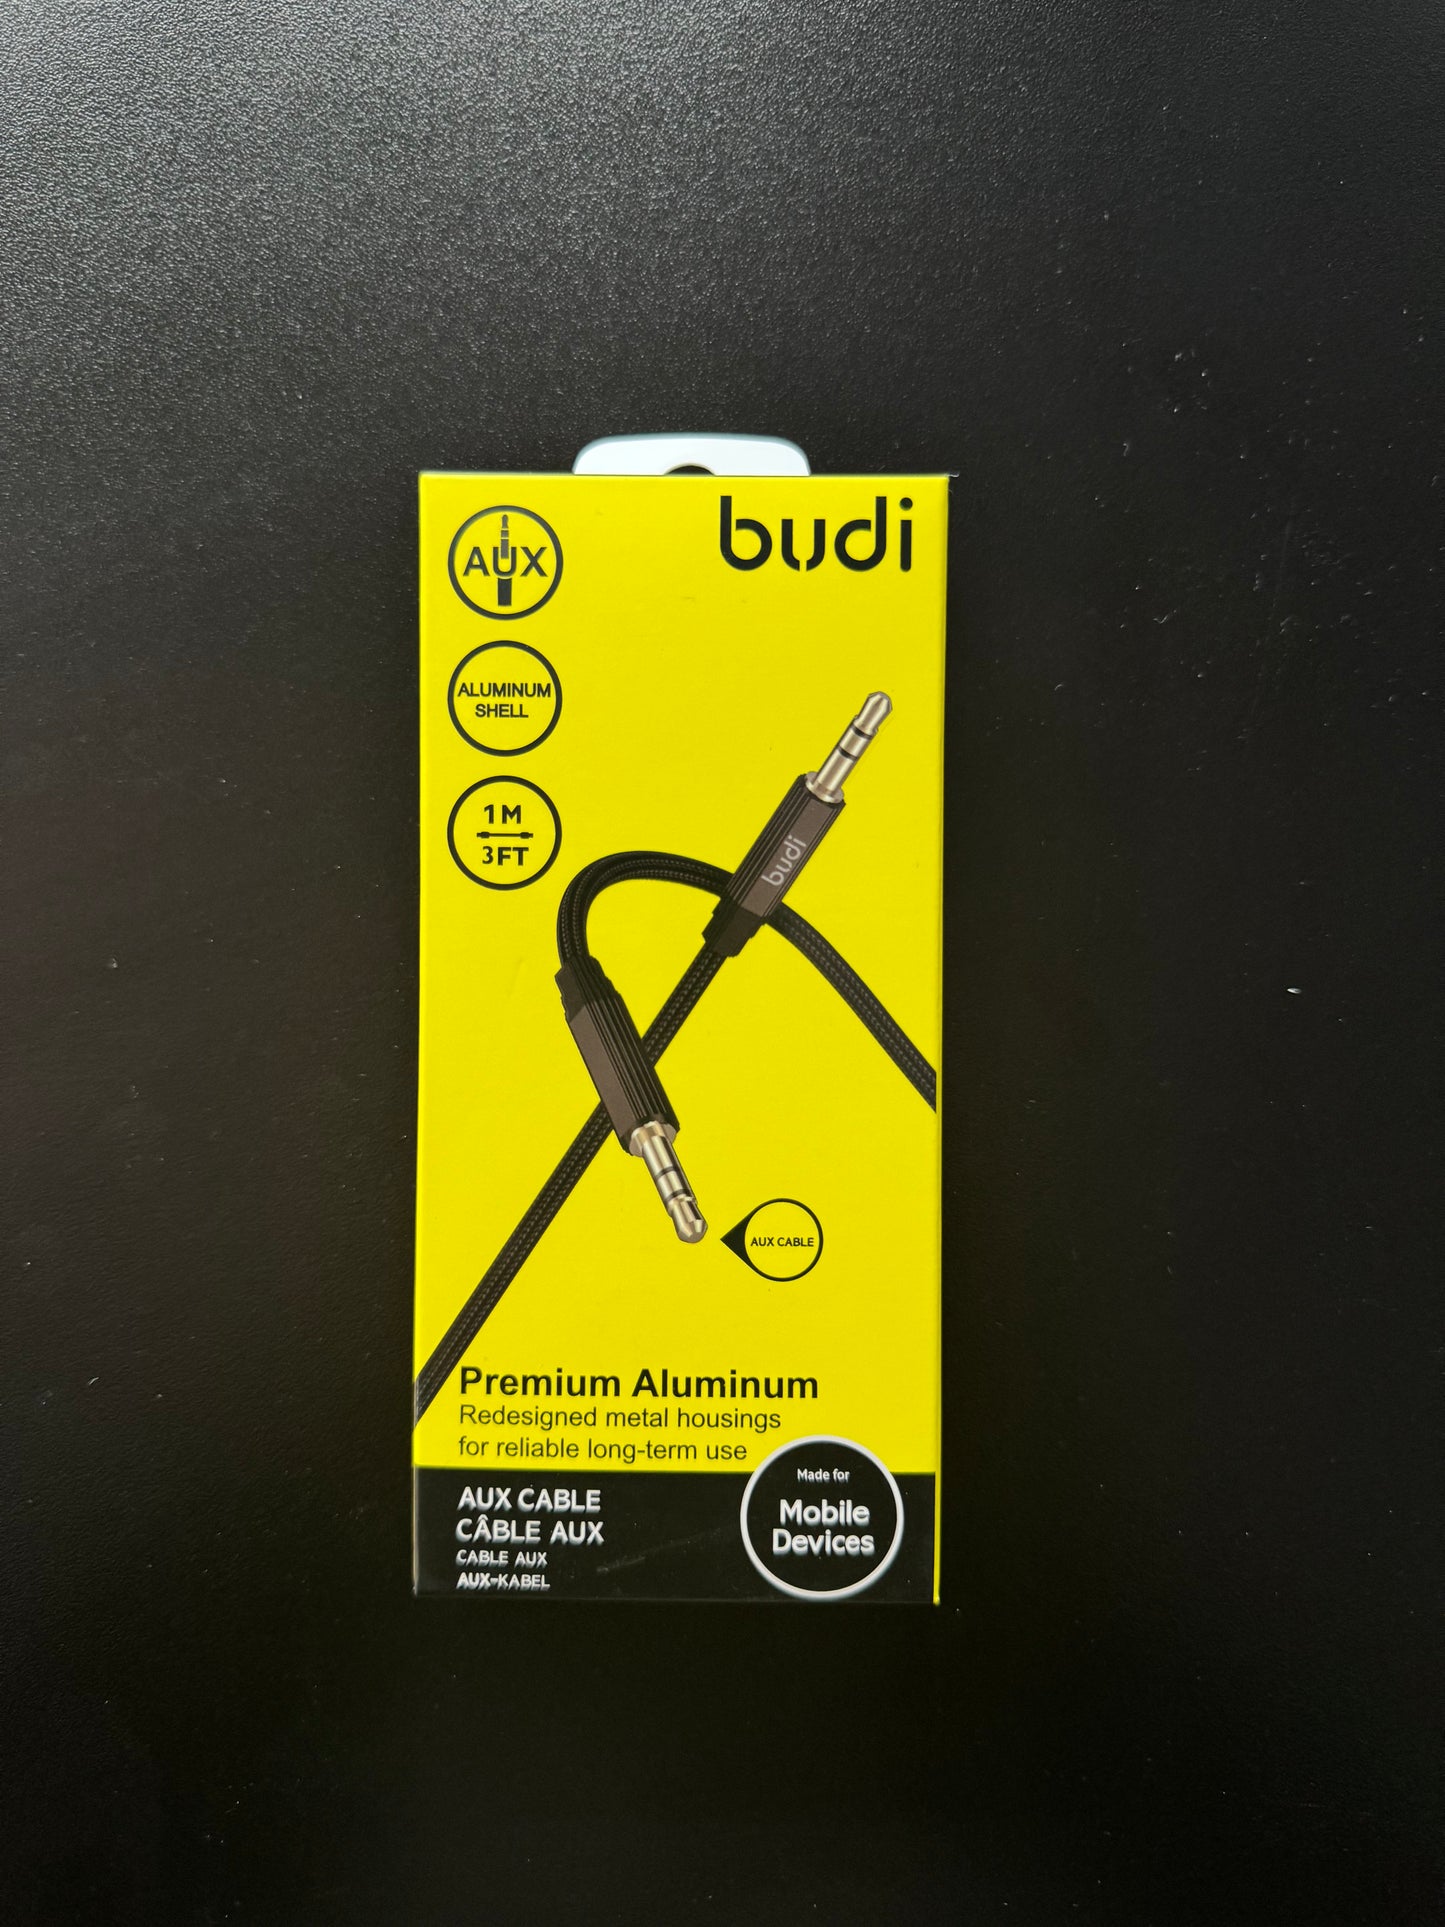 AUX
budi
ALUMINUM
SHELL
1M
3FT
budi
AUX CABLE
Premium Aluminum
Redesigned metal housings
for reliable long-term use
AUX CABLE
CÂBLE AUX
CABLE AUX
AUX-KABEL
Made for
Mobile
Devices